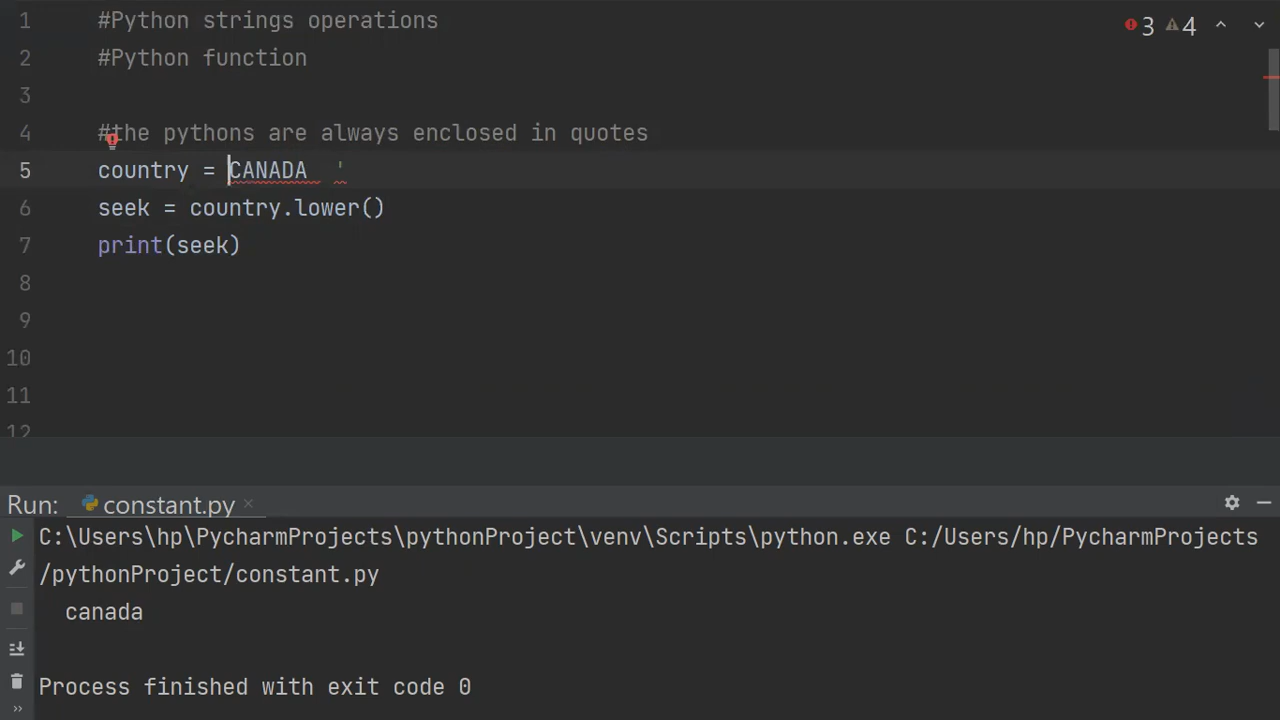 1 #Python strings operations
2 #Python function
3
4 #the pythons are always enclosed in quotes
5 country = CANADA  '
6 seek = country.lower()
7 print(seek)
8
9
10
11
12
3 4
Run: constant.py ×
C:\Users\hp\PycharmProjects\pythonProject\venv\Scripts\python.exe C:/Users/hp/PycharmProjects
/pythonProject/constant.py
  canada
Process finished with exit code 0